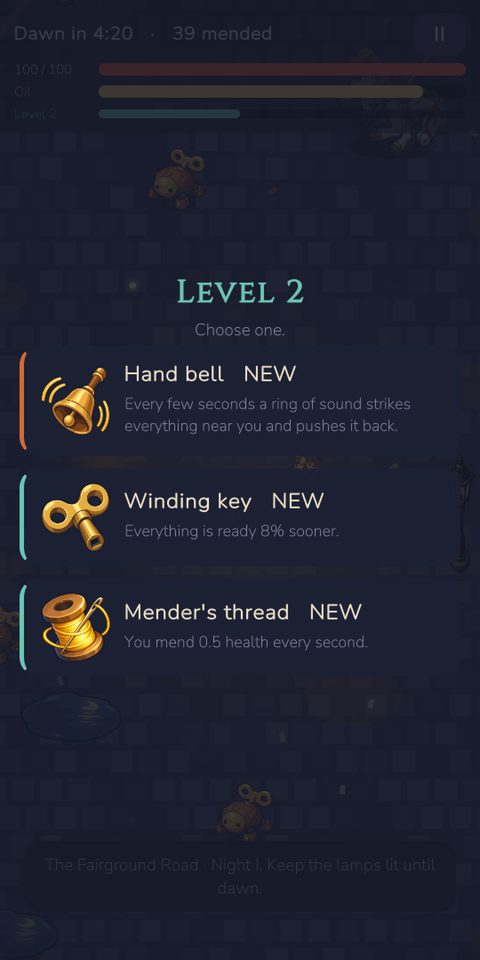 Dawn in 4:20 · 39 mended
100 / 100
Oil
Level 2
Level 2
Choose one.
Hand bell NEW
Every few seconds a ring of sound strikes
everything near you and pushes it back.
Winding key NEW
Everything is ready 8% sooner.
Mender's thread NEW
You mend 0.5 health every second.
The Fairground Road · Night I. Keep the lamps lit until
dawn.